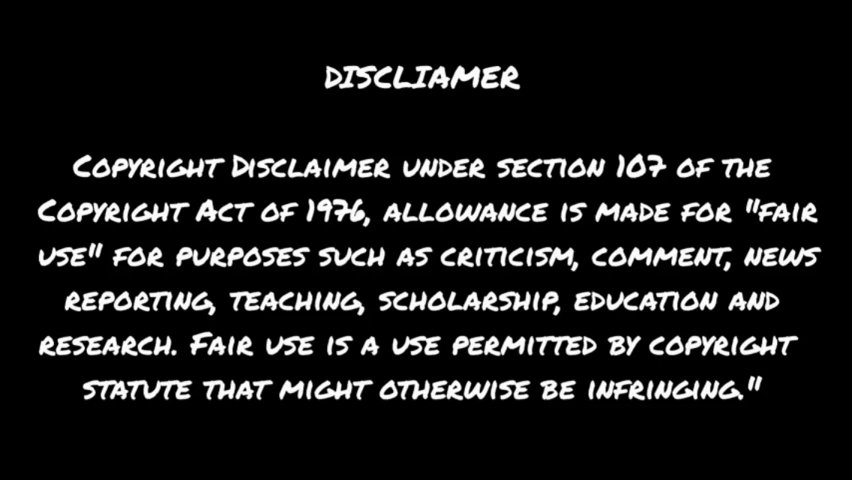 DISCLIAMER
COPYRIGHT DISCLAIMER UNDER SECTION 107 OF THE
COPYRIGHT ACT OF 1976, ALLOWANCE IS MADE FOR "FAIR
USE" FOR PURPOSES SUCH AS CRITICISM, COMMENT, NEWS
REPORTING, TEACHING, SCHOLARSHIP, EDUCATION AND
RESEARCH. FAIR USE IS A USE PERMITTED BY COPYRIGHT
STATUTE THAT MIGHT OTHERWISE BE INFRINGING."